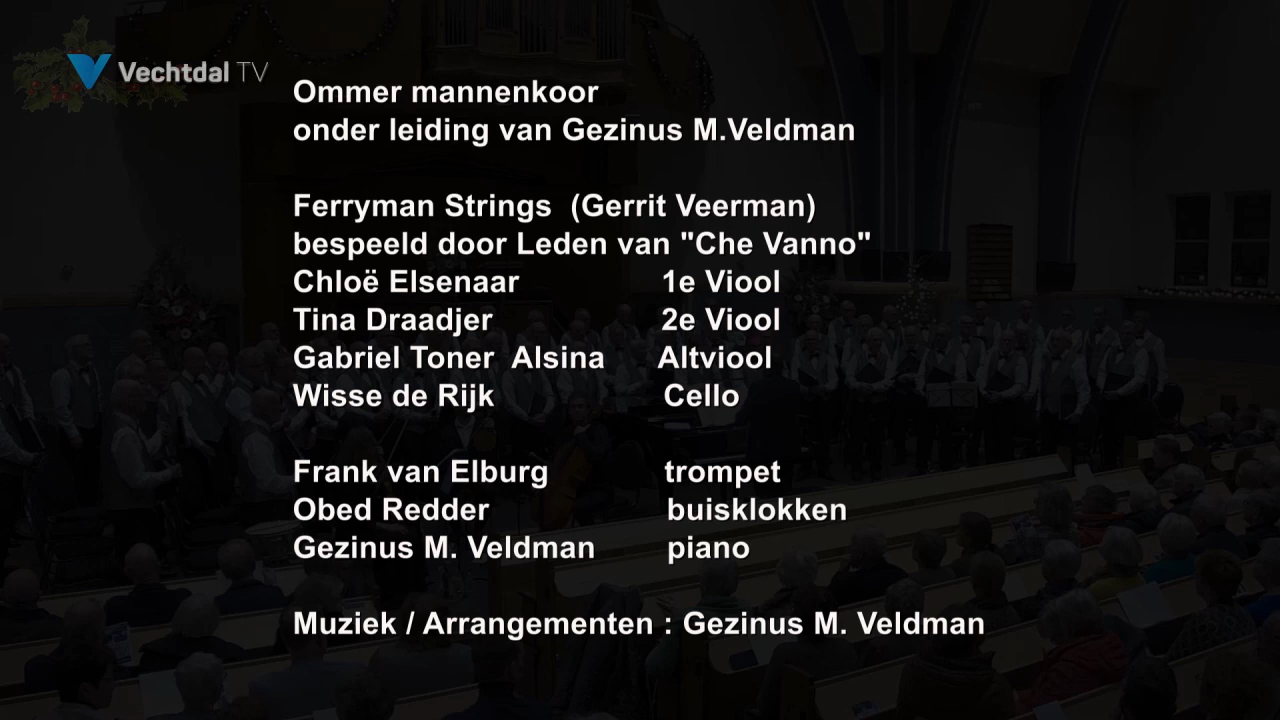 Vechtdal TV
Ommer mannenkoor
onder leiding van Gezinus M.Veldman
Ferryman Strings (Gerrit Veerman)
bespeeld door Leden van "Che Vanno"
Chloë Elsenaar 1e Viool
Tina Draadjer 2e Viool
Gabriel Toner Alsina Altviool
Wisse de Rijk Cello
Frank van Elburg trompet
Obed Redder buisklokken
Gezinus M. Veldman piano
Muziek / Arrangementen : Gezinus M. Veldman